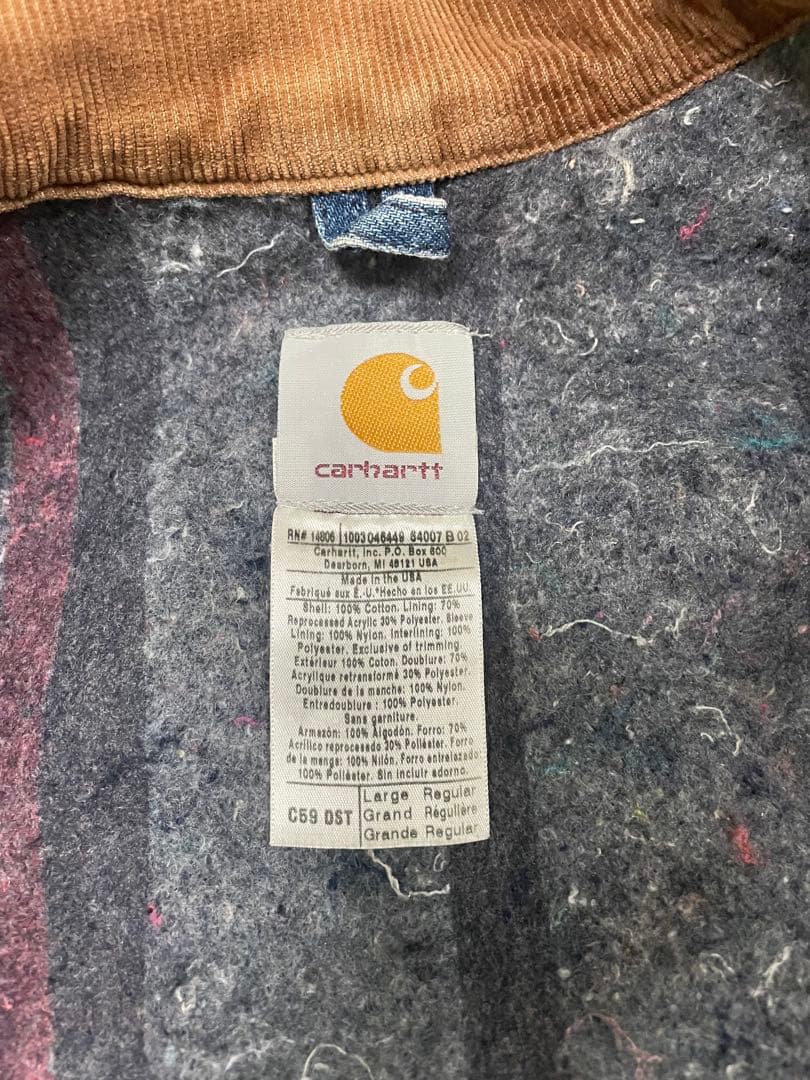 carhartt
RN# 14806 1003046449 64007 B 02
Carhartt, Inc. P.O. Box 600
Dearborn, MI 48121 USA
Made in the USA
Fabriqué aux É.-U.*Hecho en los EE.UU.
Shell: 100% Cotton. Lining: 70%
Reprocessed Acrylic 30% Polyester. Sleeve
Lining: 100% Nylon. Interlining: 100%
Polyester. Exclusive of trimming
Extérieur 100% Coton. Doublure: 70%
Acrylique retransformé 30% Polyester.
Doublure de la manche: 100% Nylon.
Entredoublure : 100% Polyester.
Sans garniture.
Armazón: 100% Algodón. Forro: 70%
Acrílico reprocesado 30% Poliéster. Forro
de la manga: 100% Nilón. Forro entrelazado:
100% Poliéster. Sin incluir adorno.
C59 DST
Large Regular
Grand Régulière
Grande Regular